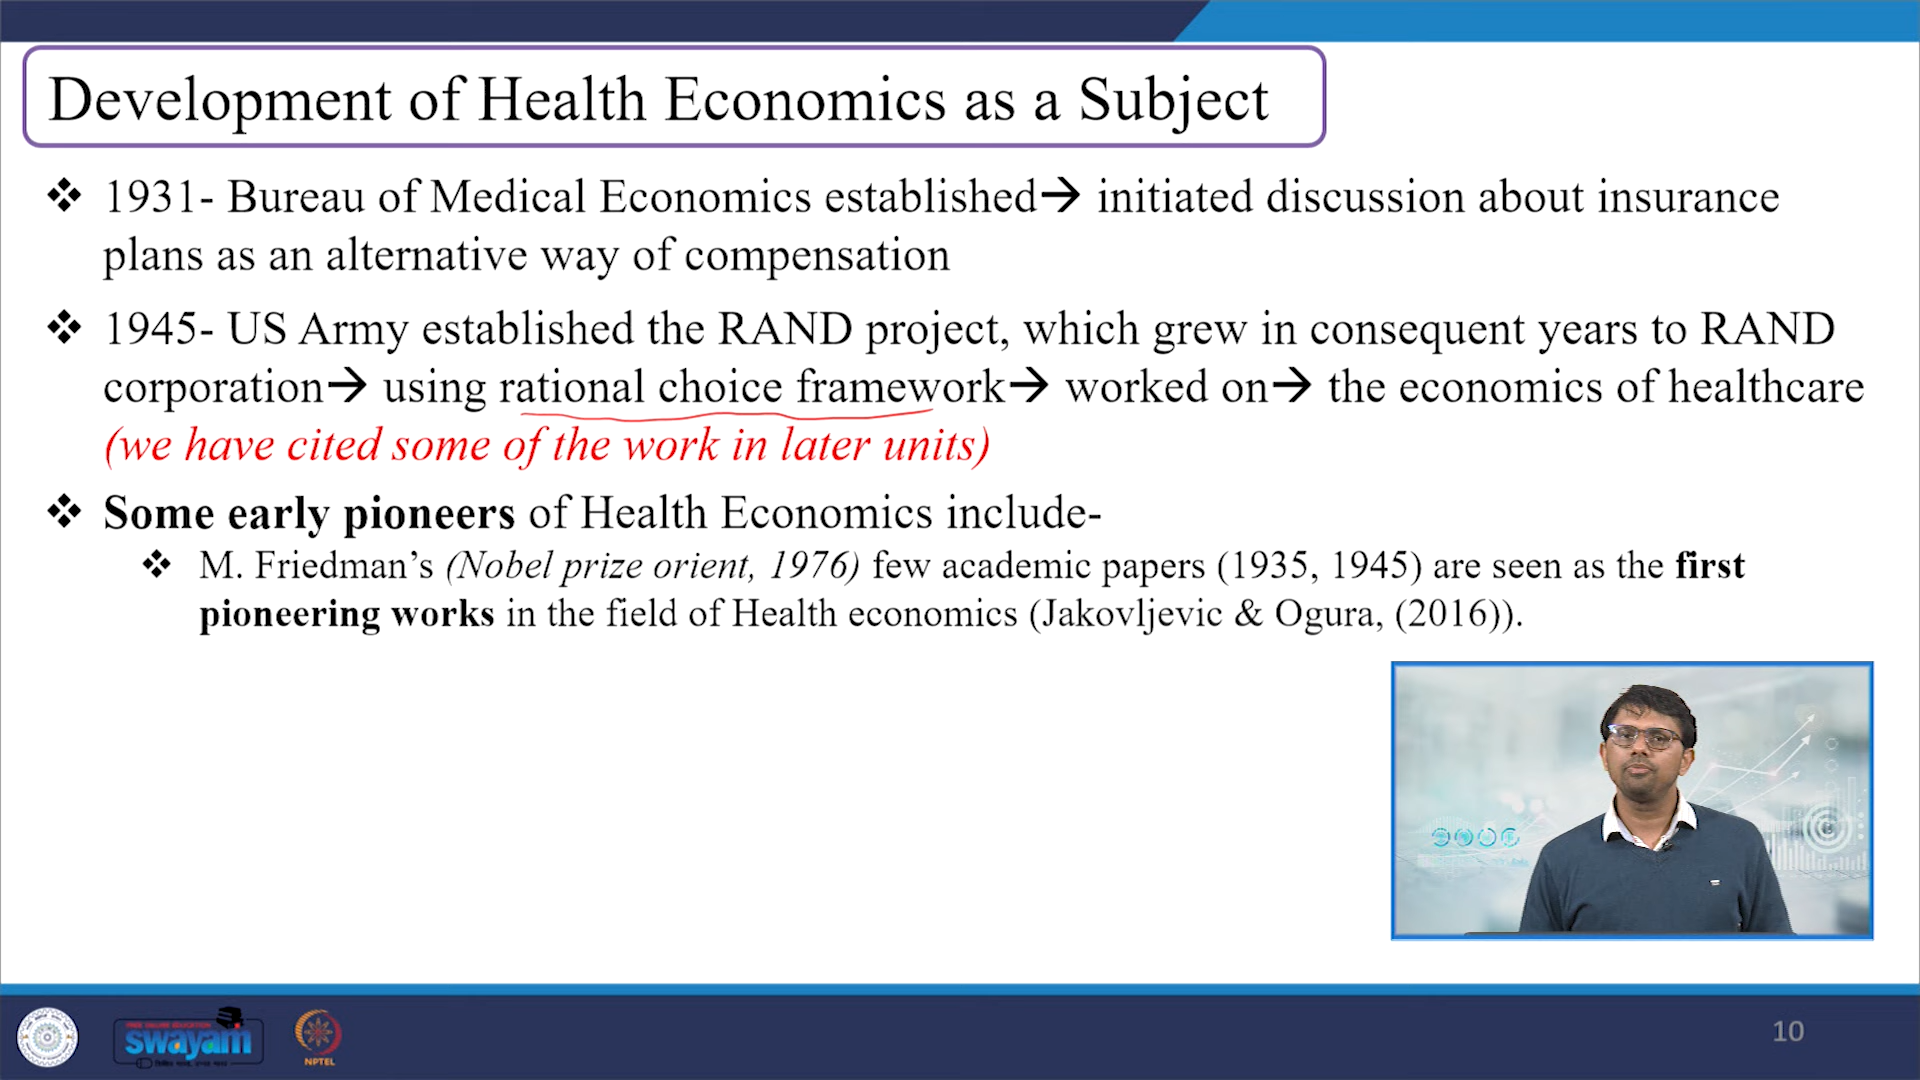 Development of Health Economics as a Subject
❖ 1931- Bureau of Medical Economics established→ initiated discussion about insurance
plans as an alternative way of compensation
❖ 1945- US Army established the RAND project, which grew in consequent years to RAND
corporation→ using rational choice framework→ worked on→ the economics of healthcare
(we have cited some of the work in later units)
❖ Some early pioneers of Health Economics include-
❖ M. Friedman’s (Nobel prize orient, 1976) few academic papers (1935, 1945) are seen as the first
pioneering works in the field of Health economics (Jakovljevic & Ogura, (2016)).
FREE ONLINE EDUCATION
swayam
NPTEL
10